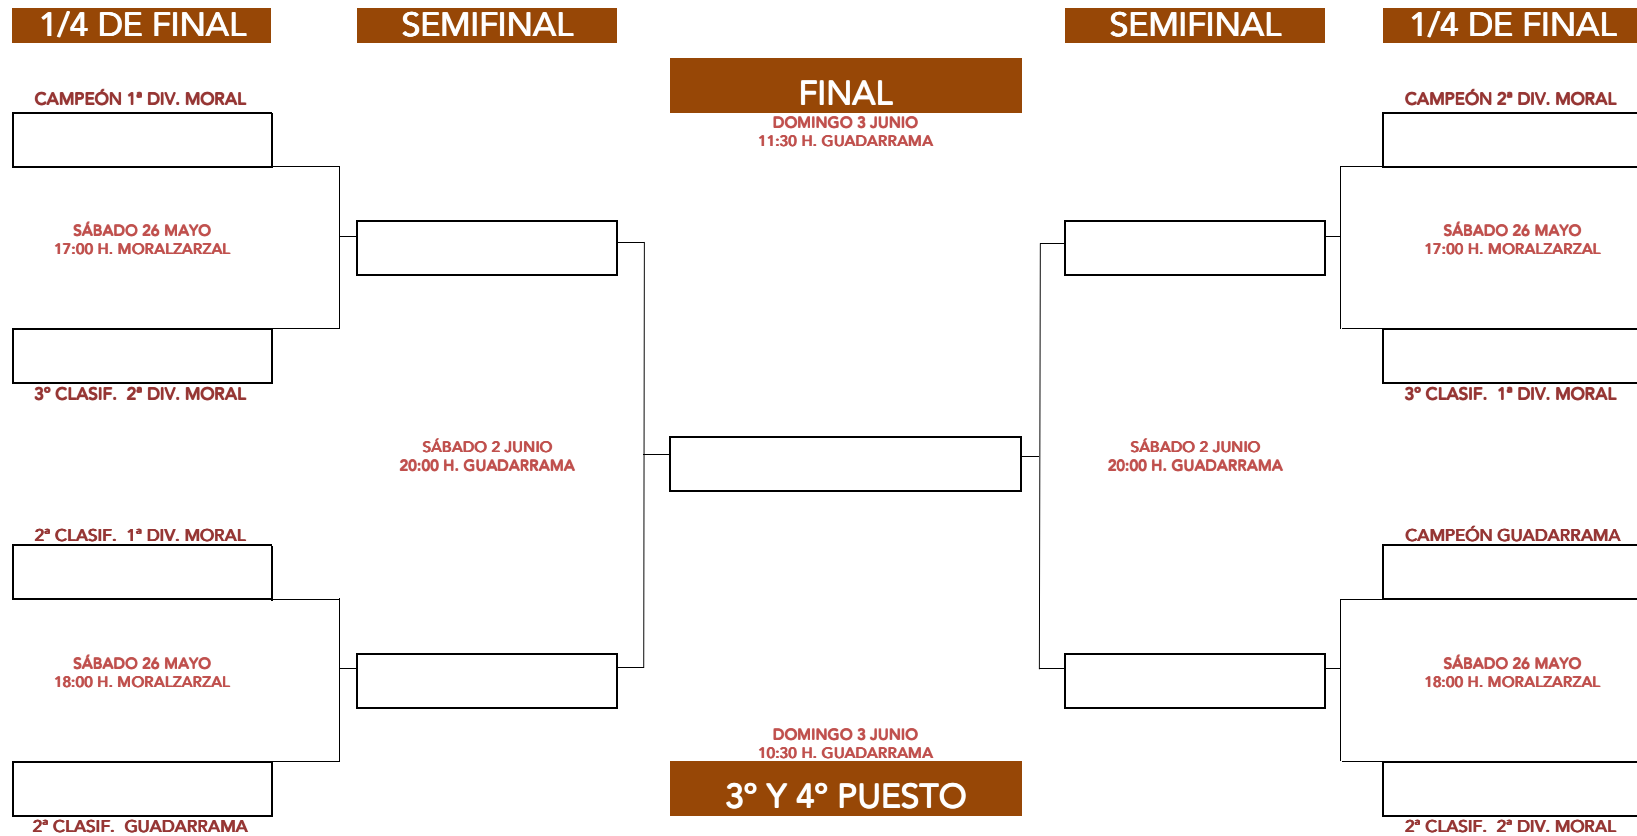 1/4 DE FINAL
SEMIFINAL
SEMIFINAL
1/4 DE FINAL
FINAL
DOMINGO 3 JUNIO
11:30 H. GUADARRAMA
CAMPEÓN 1ª DIV. MORAL
CAMPEÓN 2ª DIV. MORAL
SÁBADO 26 MAYO
17:00 H. MORALZARZAL
SÁBADO 26 MAYO
17:00 H. MORALZARZAL
3º CLASIF. 2ª DIV. MORAL
3º CLASIF. 1ª DIV. MORAL
SÁBADO 2 JUNIO
20:00 H. GUADARRAMA
SÁBADO 2 JUNIO
20:00 H. GUADARRAMA
2ª CLASIF. 1ª DIV. MORAL
CAMPEÓN GUADARRAMA
SÁBADO 26 MAYO
18:00 H. MORALZARZAL
SÁBADO 26 MAYO
18:00 H. MORALZARZAL
DOMINGO 3 JUNIO
10:30 H. GUADARRAMA
3º Y 4º PUESTO
2ª CLASIF. GUADARRAMA
2ª CLASIF. 2ª DIV. MORAL